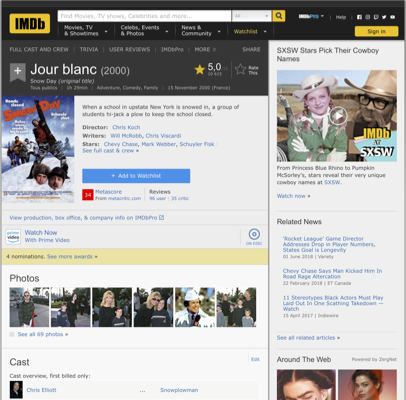 IMDb
Find Movies, TV shows, Celebrities and more...
All
IMDbPro
Help
Movies, TV
& Showtimes
Celebs, Events
& Photos
News &
Community
Watchlist
Sign in
FULL CAST AND CREW
TRIVIA
USER REVIEWS
IMDbPro
MORE
SHARE
+
Jour blanc (2000)
Snow Day (original title)
Tous publics | 1h 29min | Adventure, Comedy, Family | 15 November 2000 (France)
5,0
Rate
This
Snow Day
When a school in upstate New York is snowed in, a group of
students hi-jack a plow to keep the school closed.
Director: Chris Koch
Writers: Will McRobb, Chris Viscardi
Stars: Chevy Chase, Mark Webber, Schuyler Fisk |
See full cast & crew »
+ Add to Watchlist
34
Metascore
From metacritic.com
Reviews
96 user | 35 critic
View production, box office, & company info on IMDbPro
prime video
Watch Now
With Prime Video
ON DISC
4 nominations. See more awards »
Photos
See all 69 photos »
Cast
Edit
Cast overview, first billed only:
Chris Elliott
...
Snowplowman
SXSW Stars Pick Their Cowboy
Names
IMDb
AT
SXSW
From Princess Blue Rhino to Pumpkin
McSorley's, stars reveal their very
unique cowboy names at SXSW.
Watch now »
Related News
'Rocket League' Game Director
Addresses Drop in Player Numbers,
States Goal is Longevity
01 June 2018 | Variety
Chevy Chase Says Man Kicked Him In
Road Rage Altercation
22 February 2018 | ET Canada
11 Stereotypes Black Actors Must Play
Laid Out In One Scathing Takedown —
Watch
15 April 2017 | Indiewire
See all related articles »
Around The Web
Powered by ZergNet